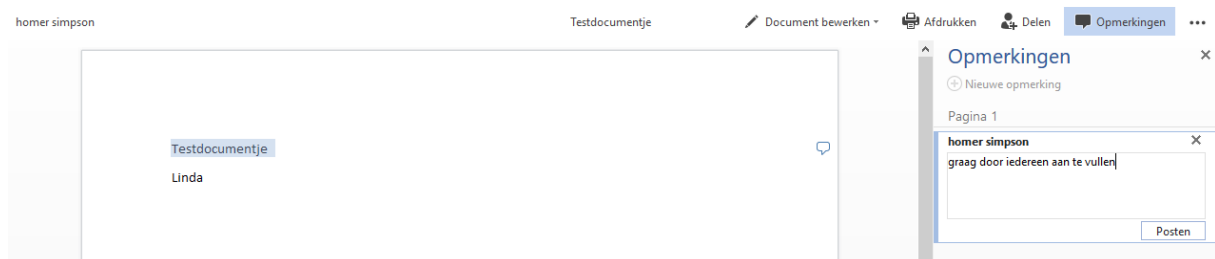 homer simpson Testdocumentje Document bewerken Afdrukken Delen Opmerkingen
Testdocumentje
Linda
Opmerkingen
Nieuwe opmerking
Pagina 1
homer simpson
graag door iedereen aan te vullen
Posten